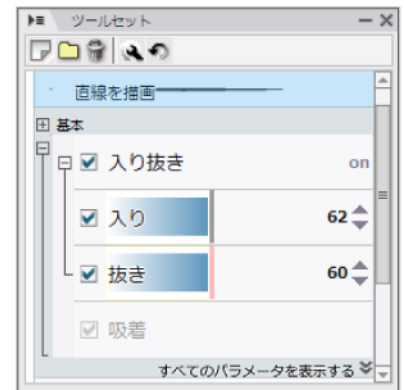 ツールセット
直線を描画
基本
入り抜き on
入り 62
抜き 60
吸着
すべてのパラメータを表示する